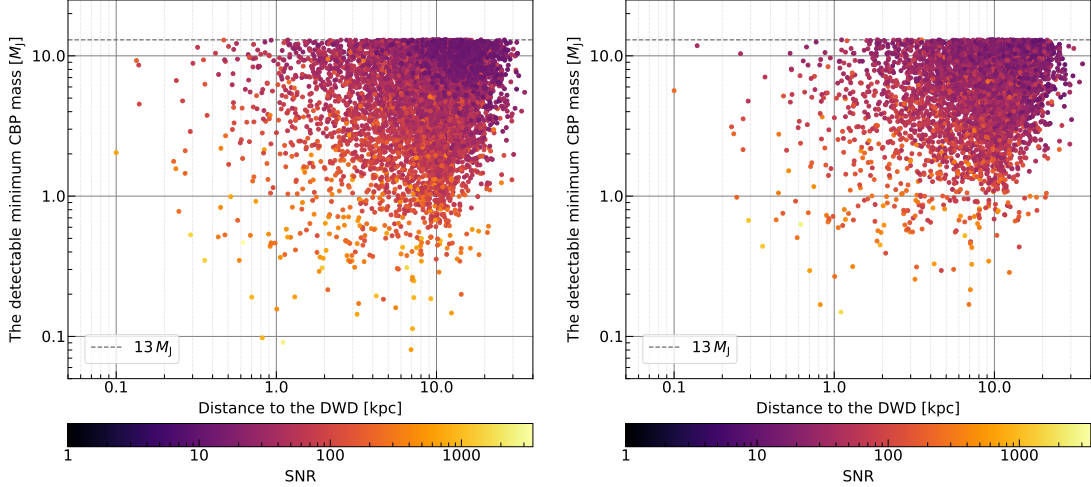 The detectable minimum CBP mass [M_J]
10.0
1.0
0.1
13 M_J
0.1 1.0 10.0
Distance to the DWD [kpc]
1 10 100 1000
SNR
The detectable minimum CBP mass [M_J]
10.0
1.0
0.1
13 M_J
0.1 1.0 10.0
Distance to the DWD [kpc]
1 10 100 1000
SNR